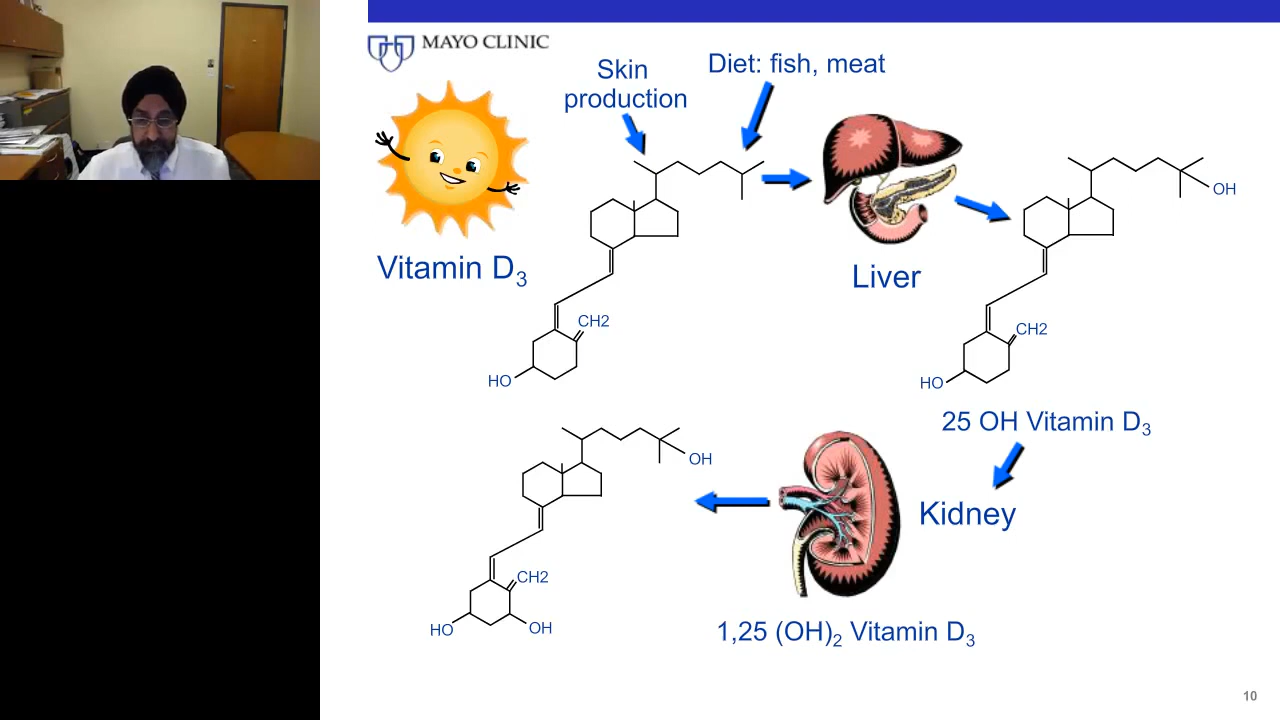 MAYO CLINIC
Skin
production
Diet: fish, meat
Vitamin D3
CH2
HO
Liver
OH
CH2
HO
25 OH Vitamin D3
Kidney
OH
CH2
HO
OH
1,25 (OH)2 Vitamin D3
10